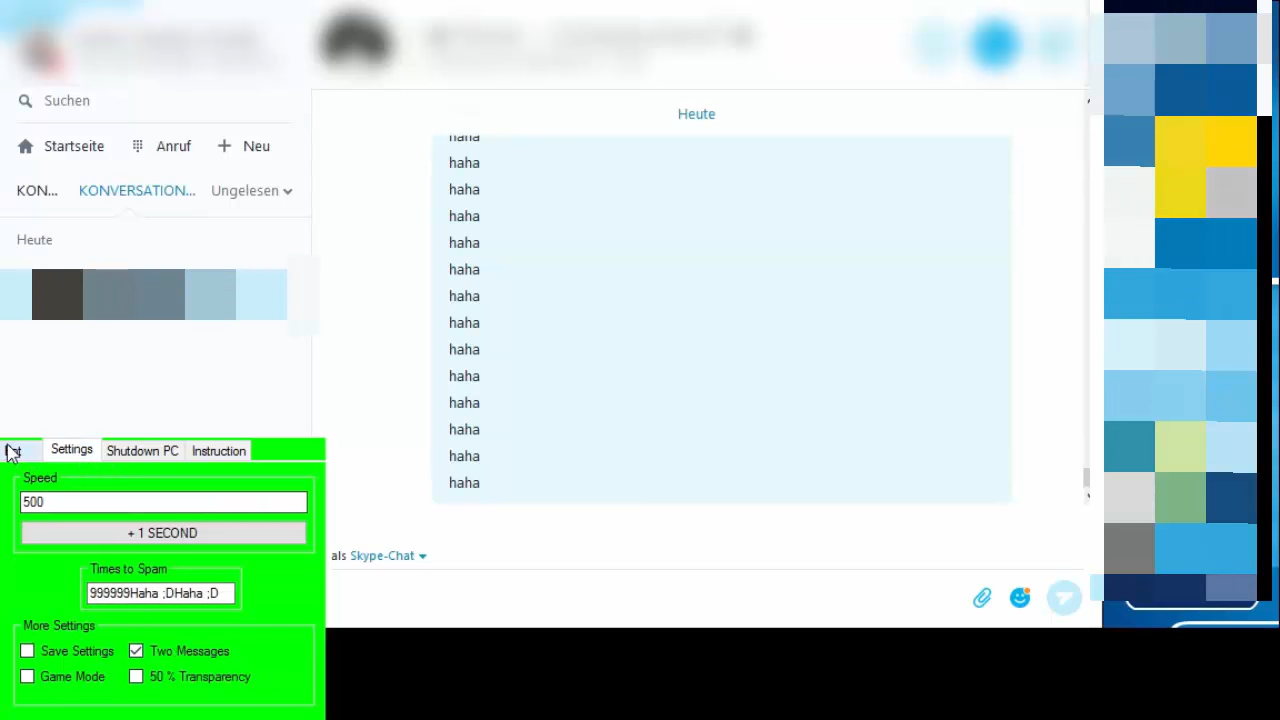 Suchen
Startseite Anruf Neu
KON... KONVERSATION... Ungelesen
Heute
Heute
haha
haha
haha
haha
haha
haha
haha
haha
haha
haha
haha
haha
haha
haha
als Skype-Chat
Settings Shutdown PC Instruction
Speed
500
+ 1 SECOND
Times to Spam
999999Haha ;DHaha ;D
More Settings
Save Settings Two Messages
Game Mode 50 % Transparency